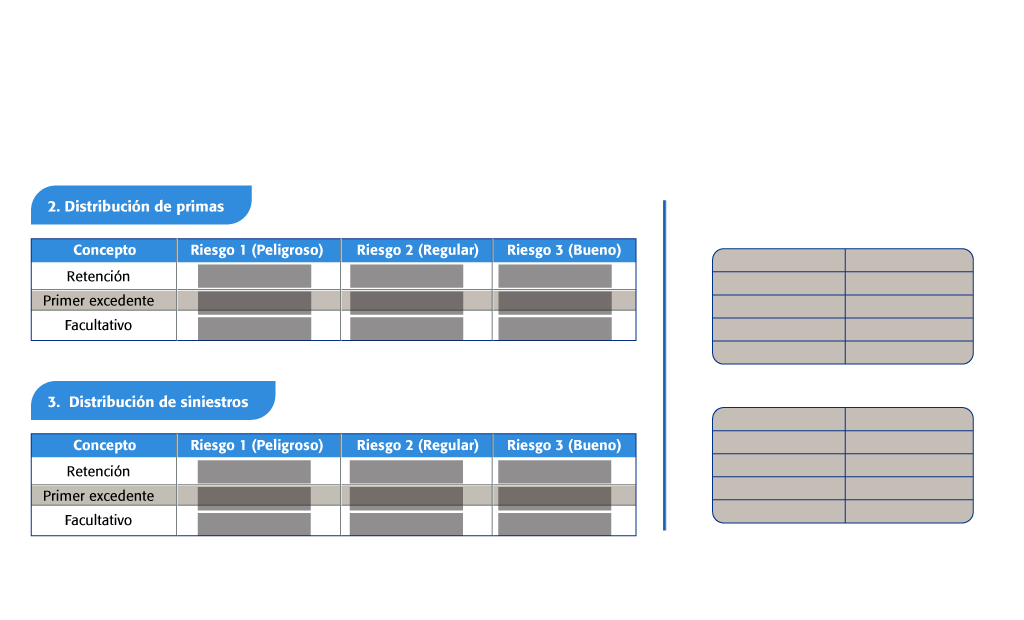 2. Distribución de primas
Concepto Riesgo 1 (Peligroso) Riesgo 2 (Regular) Riesgo 3 (Bueno)
Retención
Primer excedente
Facultativo
3. Distribución de siniestros
Concepto Riesgo 1 (Peligroso) Riesgo 2 (Regular) Riesgo 3 (Bueno)
Retención
Primer excedente
Facultativo